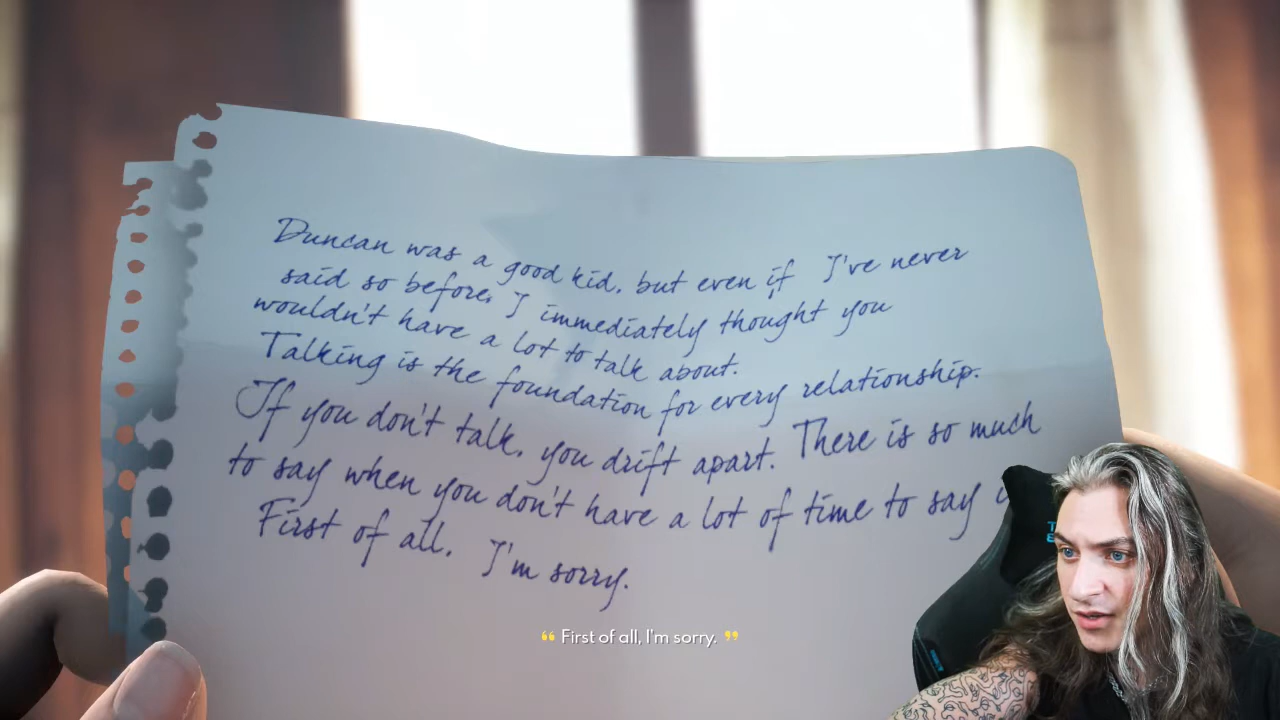 Duncan was a good kid, but even if I've never
said so before, I immediately thought you
wouldn't have a lot to talk about.
Talking is the foundation for every relationship.
If you don't talk, you drift apart. There is so much
to say when you don't have a lot of time to say
First of all, I'm sorry.
“ First of all, I'm sorry. ”